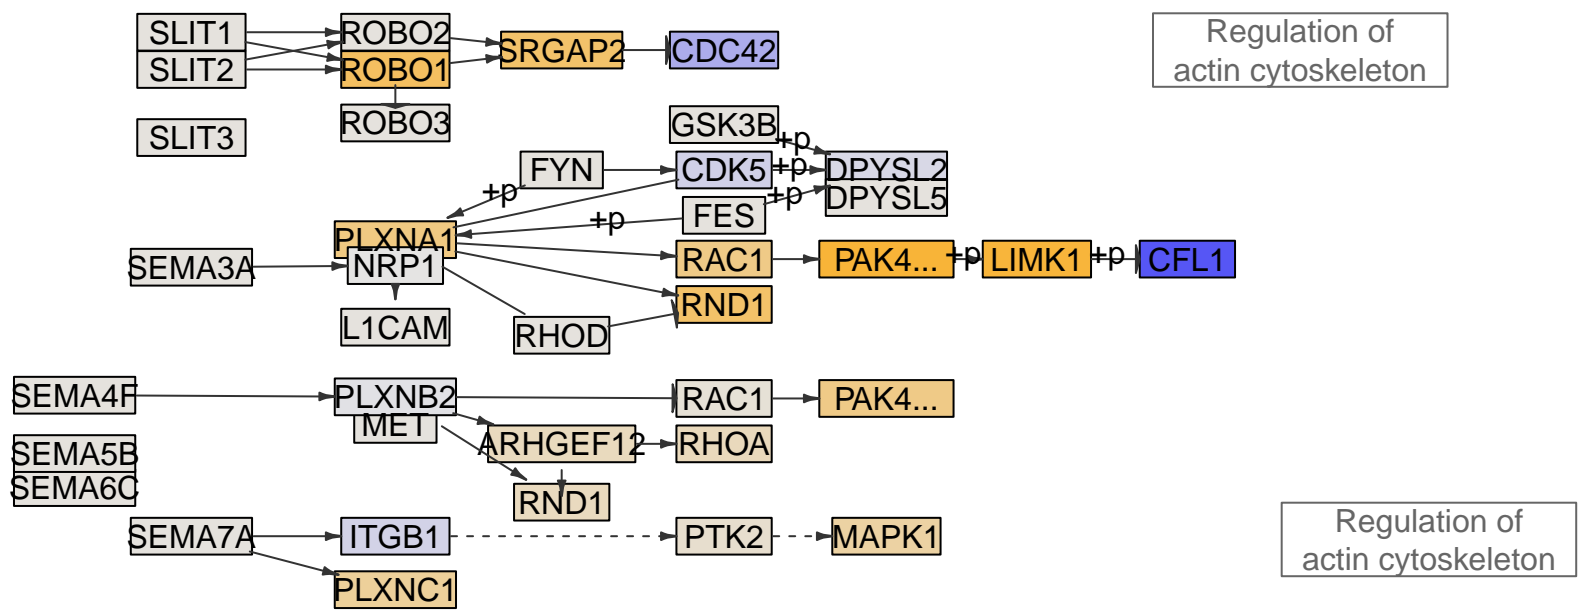 SLIT1
ROBO2
SRGAP2
CDC42
Regulation of
actin cytoskeleton
SLIT2
ROBO1
SLIT3
ROBO3
GSK3B
+p
FYN
CDK5
+p
DPYSL2
+p
+p
DPYSL5
FES
+p
PLXNA1
SEMA3A
NRP1
RAC1
PAK4...
+p
LIMK1
+p
CFL1
RND1
L1CAM
RHOD
SEMA4F
PLXNB2
RAC1
PAK4...
MET
ARHGEF12
RHOA
SEMA5B
SEMA6C
RND1
SEMA7A
ITGB1
PTK2
MAPK1
Regulation of
actin cytoskeleton
PLXNC1